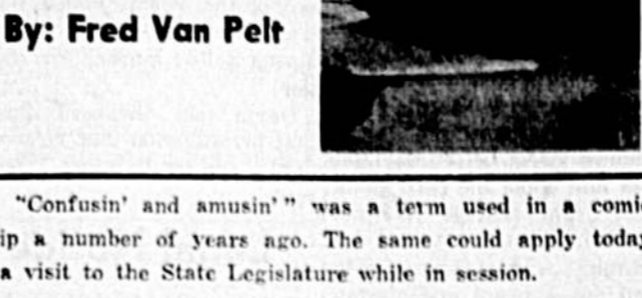 By: Fred Van Pelt
"Confusin' and amusin'" was a term used in a comi
ip a number of years ago. The same could apply today
a visit to the State Legislature while in session.